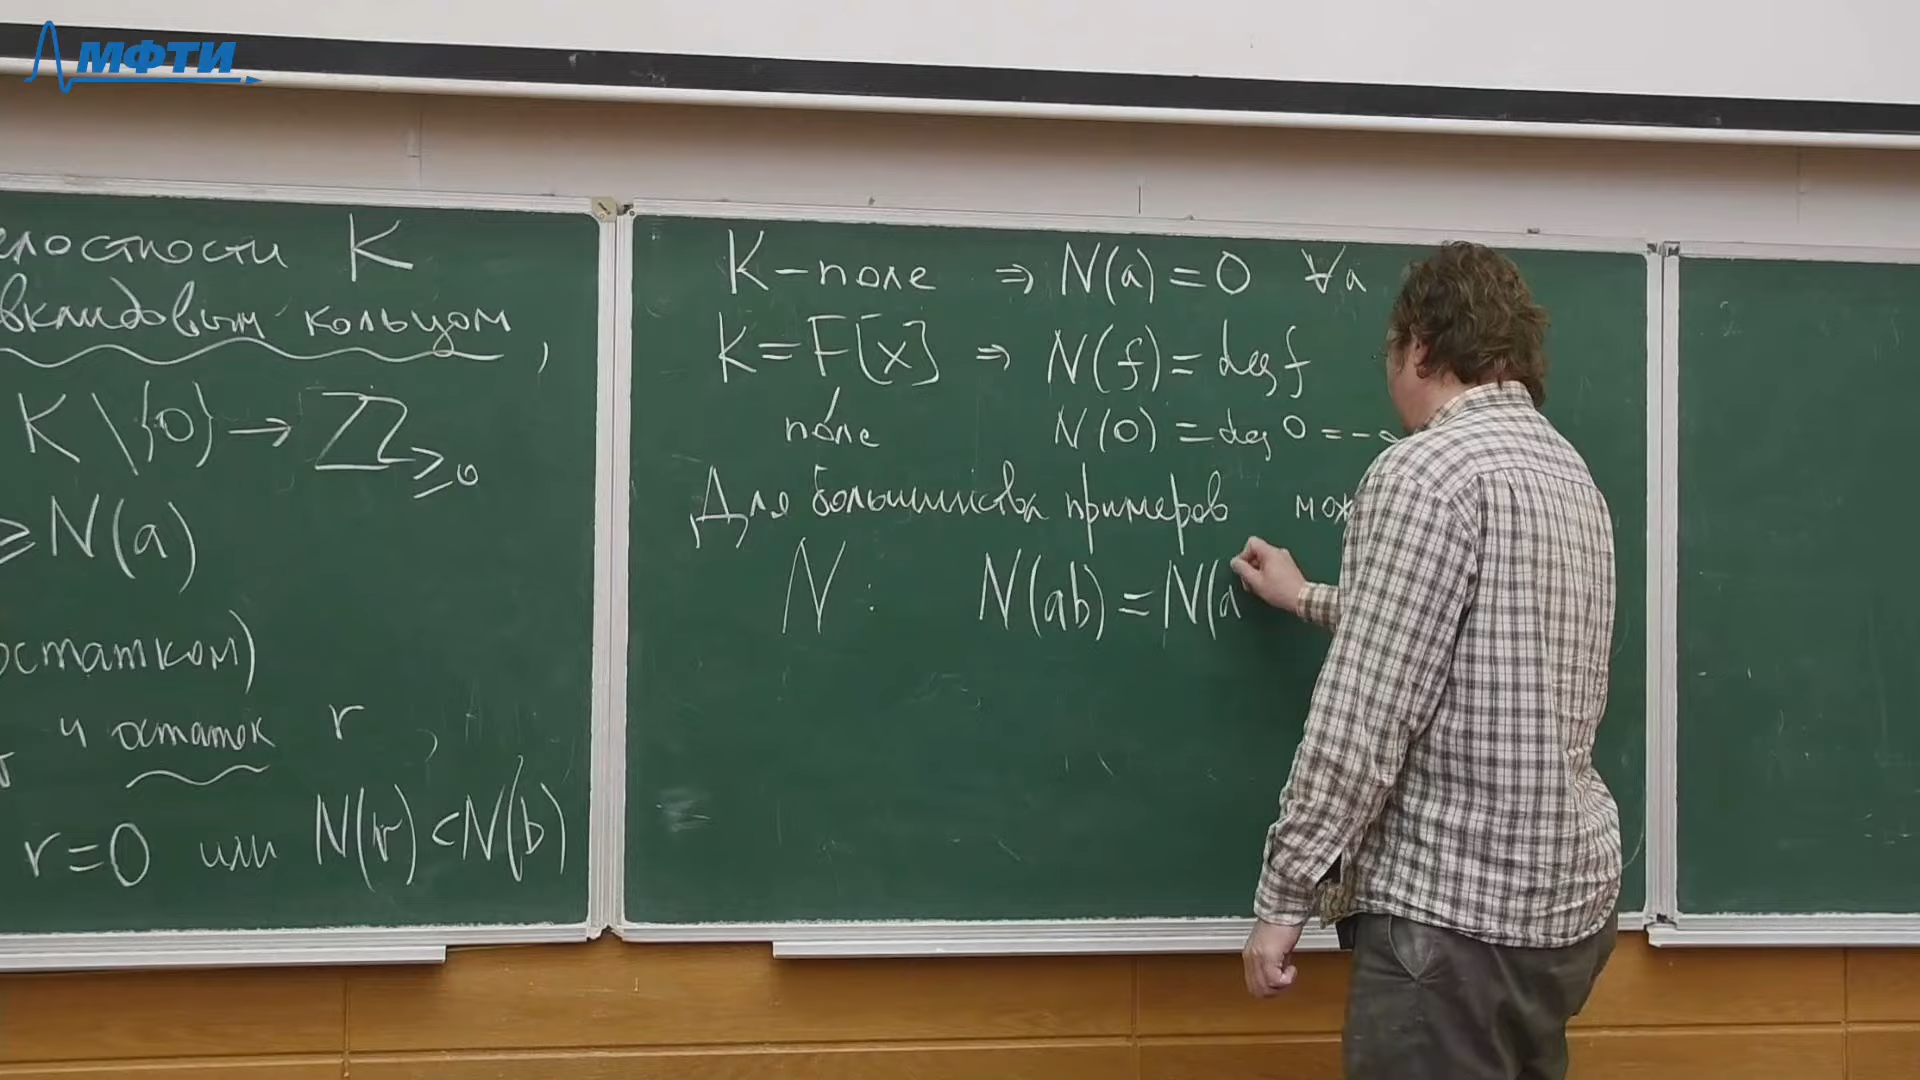 МФТИ
елостности K
вклидовым кольцом,
K \ {0} → ℤ≥0
≥ N(a)
остатком)
и остаток r,
r=0 или N(r) < N(b)
K – поле ⇒ N(a) = 0 ∀a
K = F[x] ⇒ N(f) = deg f
поле N(0) = deg 0 = -∞
Для большинства примеров мож
N: N(ab) = N(a